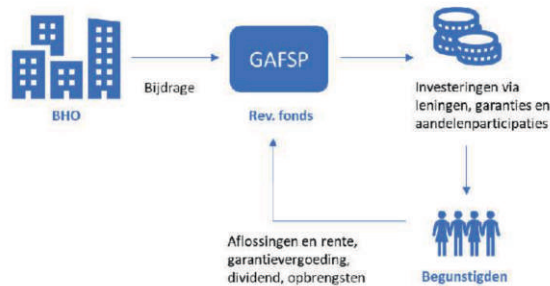 GAFSP
Bijdrage
BHO
Rev. fonds
Investeringen via
leningen, garanties en
aandelenparticipaties
Aflossingen en rente,
garantievergoeding,
dividend, opbrengsten
Begunstigden